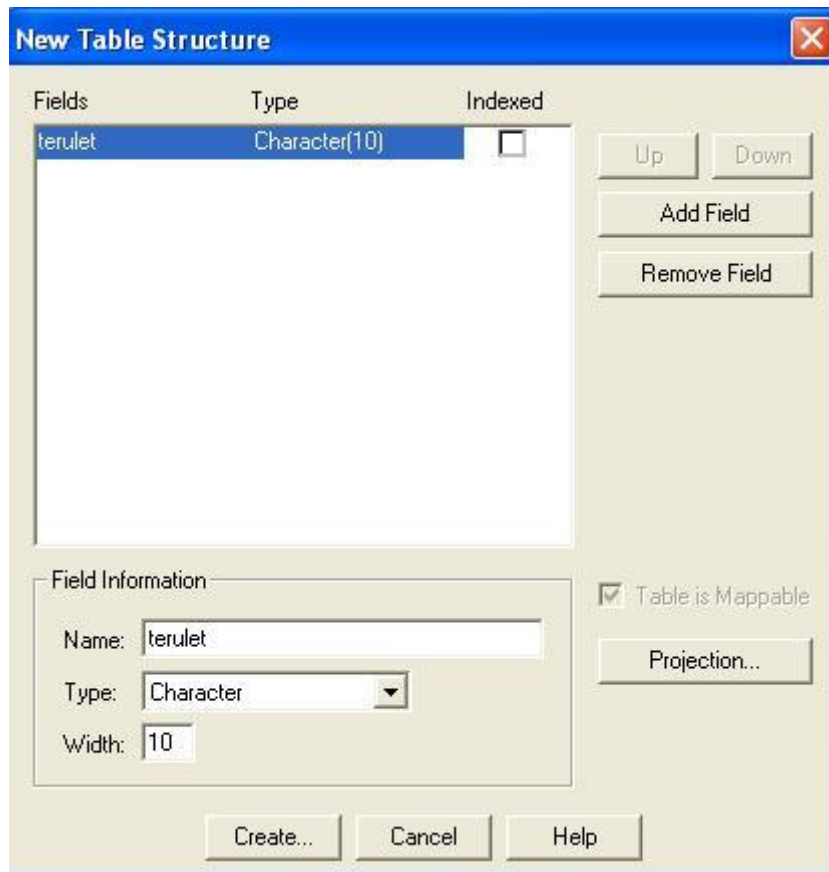 New Table Structure
Fields Type Indexed
terulet Character(10)
Up Down
Add Field
Remove Field
Field Information
Table is Mappable
Name: terulet
Projection...
Type: Character
Width: 10
Create... Cancel Help